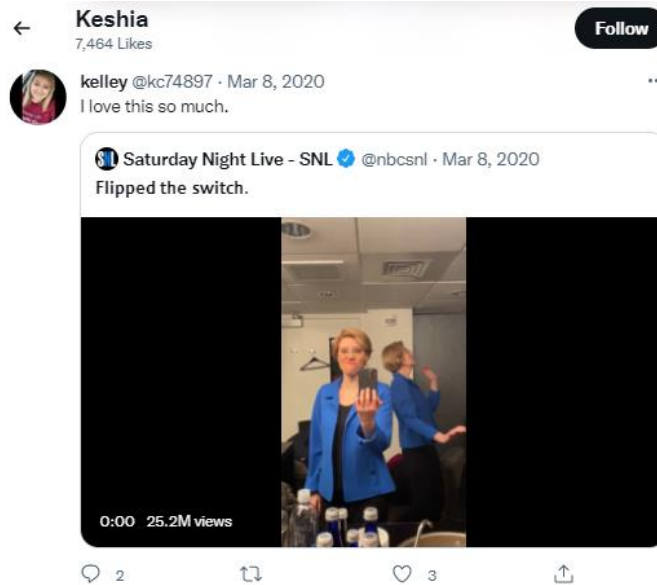 Keshia
7,464 Likes
Follow
kelley @kc74897 · Mar 8, 2020
I love this so much.
SNL Saturday Night Live - SNL @nbcsnl · Mar 8, 2020
Flipped the switch.
0:00 25.2M views
2
3